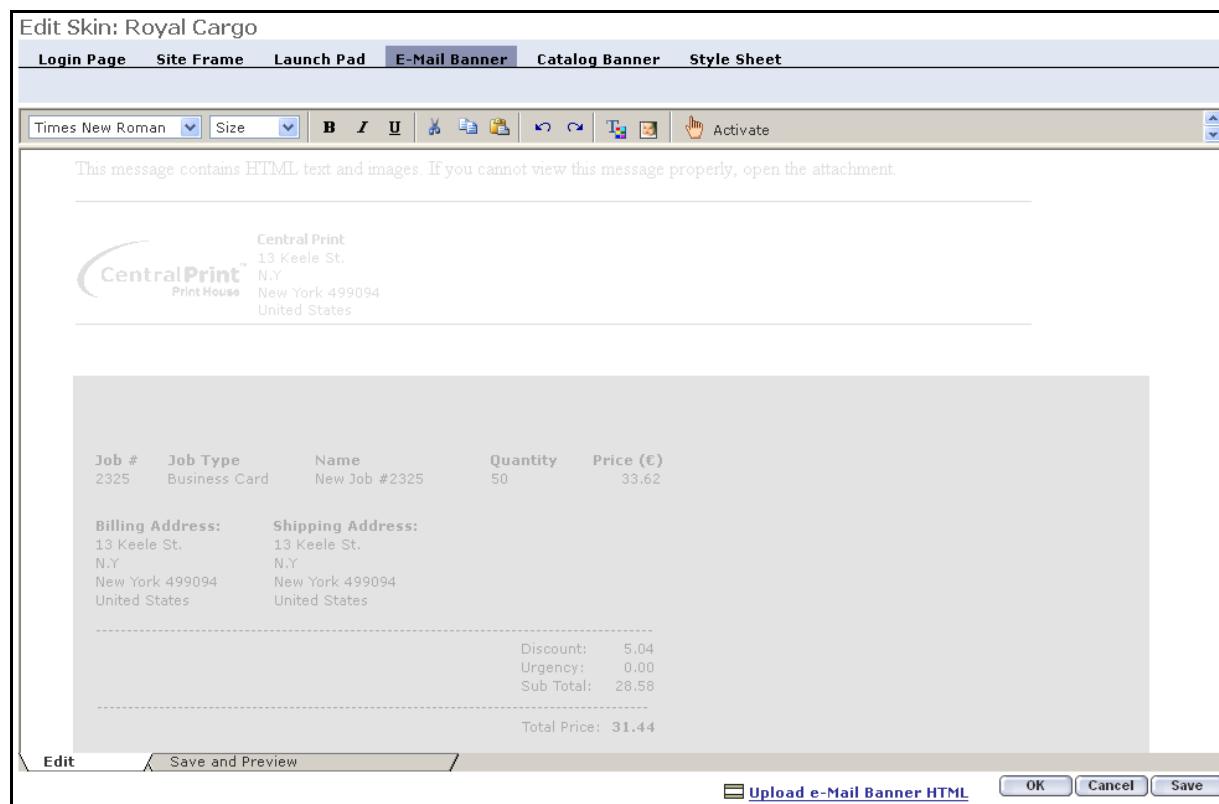 Edit Skin: Royal Cargo
Login Page Site Frame Launch Pad E-Mail Banner Catalog Banner Style Sheet
Times New Roman Size B I U Activate
This message contains HTML text and images. If you cannot view this message properly, open the attachment.
Central Print
13 Keele St.
CentralPrint™ N.Y
Print House New York 499094
United States
Job # Job Type Name Quantity Price (€)
2325 Business Card New Job #2325 50 33.62
Billing Address: Shipping Address:
13 Keele St. 13 Keele St.
N.Y N.Y
New York 499094 New York 499094
United States United States
Discount: 5.04
Urgency: 0.00
Sub Total: 28.58
Total Price: 31.44
Edit Save and Preview
Upload e-Mail Banner HTML OK Cancel Save